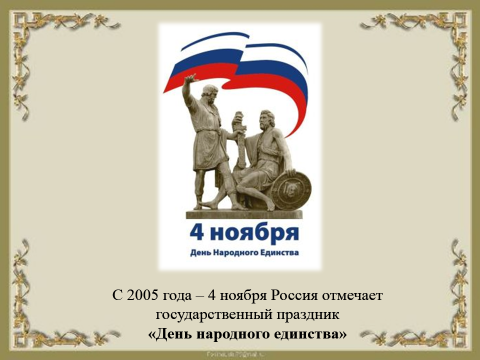 4 ноября
День Народного Единства
С 2005 года – 4 ноября Россия отмечает
государственный праздник
«День народного единства»